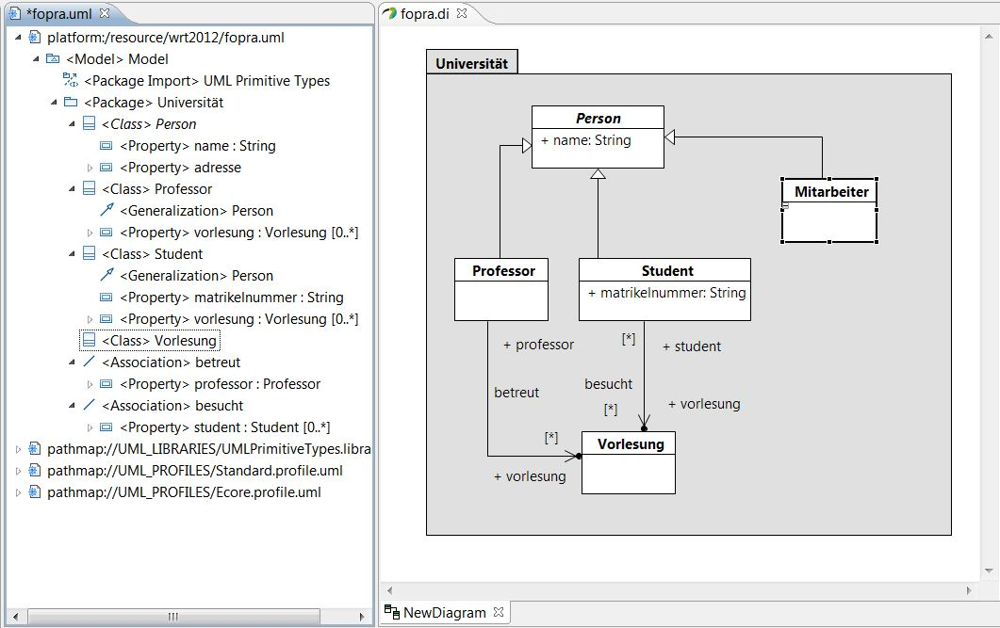 *fopra.uml
platform:/resource/wrt2012/fopra.uml
<Model> Model
<Package Import> UML Primitive Types
<Package> Universität
<Class> Person
<Property> name : String
<Property> adresse
<Class> Professor
<Generalization> Person
<Property> vorlesung : Vorlesung [0..*]
<Class> Student
<Generalization> Person
<Property> matrikelnummer : String
<Property> vorlesung : Vorlesung [0..*]
<Class> Vorlesung
<Association> betreut
<Property> professor : Professor
<Association> besucht
<Property> student : Student [0..*]
pathmap://UML_LIBRARIES/UMLPrimitiveTypes.libra
pathmap://UML_PROFILES/Standard.profile.uml
pathmap://UML_PROFILES/Ecore.profile.uml
fopra.di
Universität
Person
+ name: String
Mitarbeiter
Professor
Student
+ matrikelnummer: String
+ professor
[*]
+ student
betreut
besucht
[*]
+ vorlesung
[*]
Vorlesung
+ vorlesung
NewDiagram